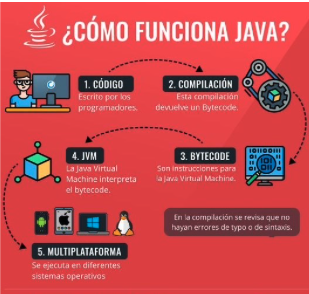 ¿CÓMO FUNCIONA JAVA?
1. CÓDIGO
Escrito por los
programadores.
2. COMPILACIÓN
Esta compilación
devuelve un Bytecode.
3. BYTECODE
Son instrucciones para
la Java Virtual Machine.
4. JVM
La Java Virtual
Machine interpreta
el bytecode.
En la compilación se revisa que no
hayan errores de typo o de sintaxis.
5. MULTIPLATAFORMA
Se ejecuta en diferentes
sistemas operativos